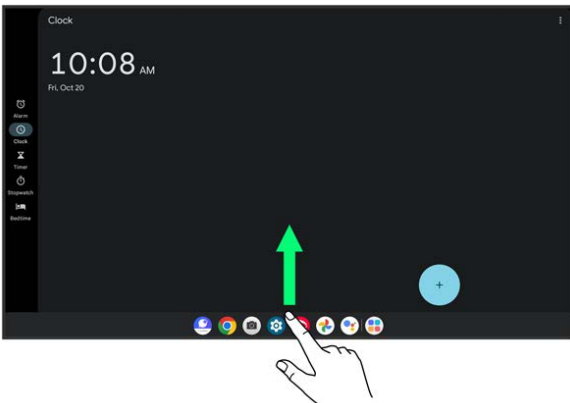 Clock
10:08 AM
Fri, Oct 20
Alarm
Clock
Timer
Stopwatch
Bedtime